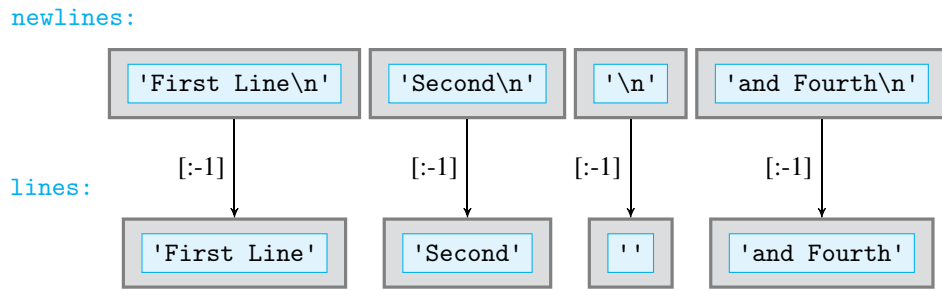 newlines:
'First Line\n' 'Second\n' '\n' 'and Fourth\n'
[:-1] [:-1] [:-1] [:-1]
lines:
'First Line' 'Second' '' 'and Fourth'